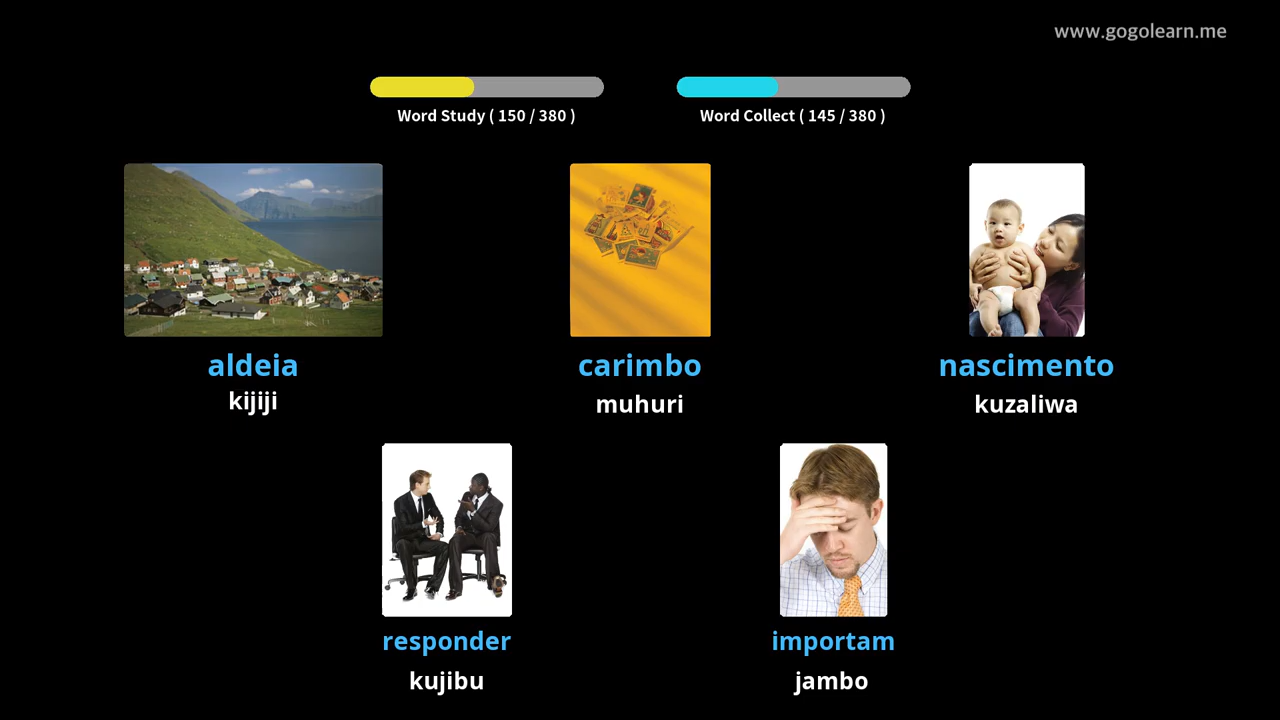 www.gogolearn.me
Word Study ( 150 / 380 )
Word Collect ( 145 / 380 )
aldeia
kijiji
carimbo
muhuri
nascimento
kuzaliwa
responder
kujibu
importam
jambo